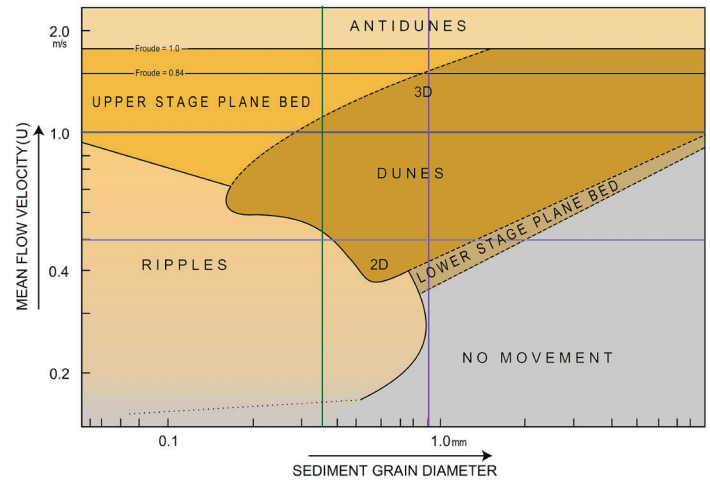 ANTIDUNES
2.0
m/s
Froude = 1.0
Froude = 0.84
UPPER STAGE PLANE BED
3D
1.0
DUNES
MEAN FLOW VELOCITY(U)
LOWER STAGE PLANE BED
RIPPLES
2D
0.4
NO MOVEMENT
0.2
0.1
1.0mm
SEDIMENT GRAIN DIAMETER